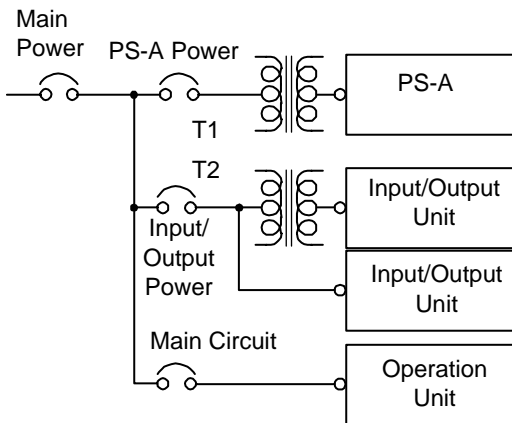 Main
Power
PS-A Power
PS-A
T1
T2
Input/Output
Unit
Input/
Output
Power
Input/Output
Unit
Main Circuit
Operation
Unit